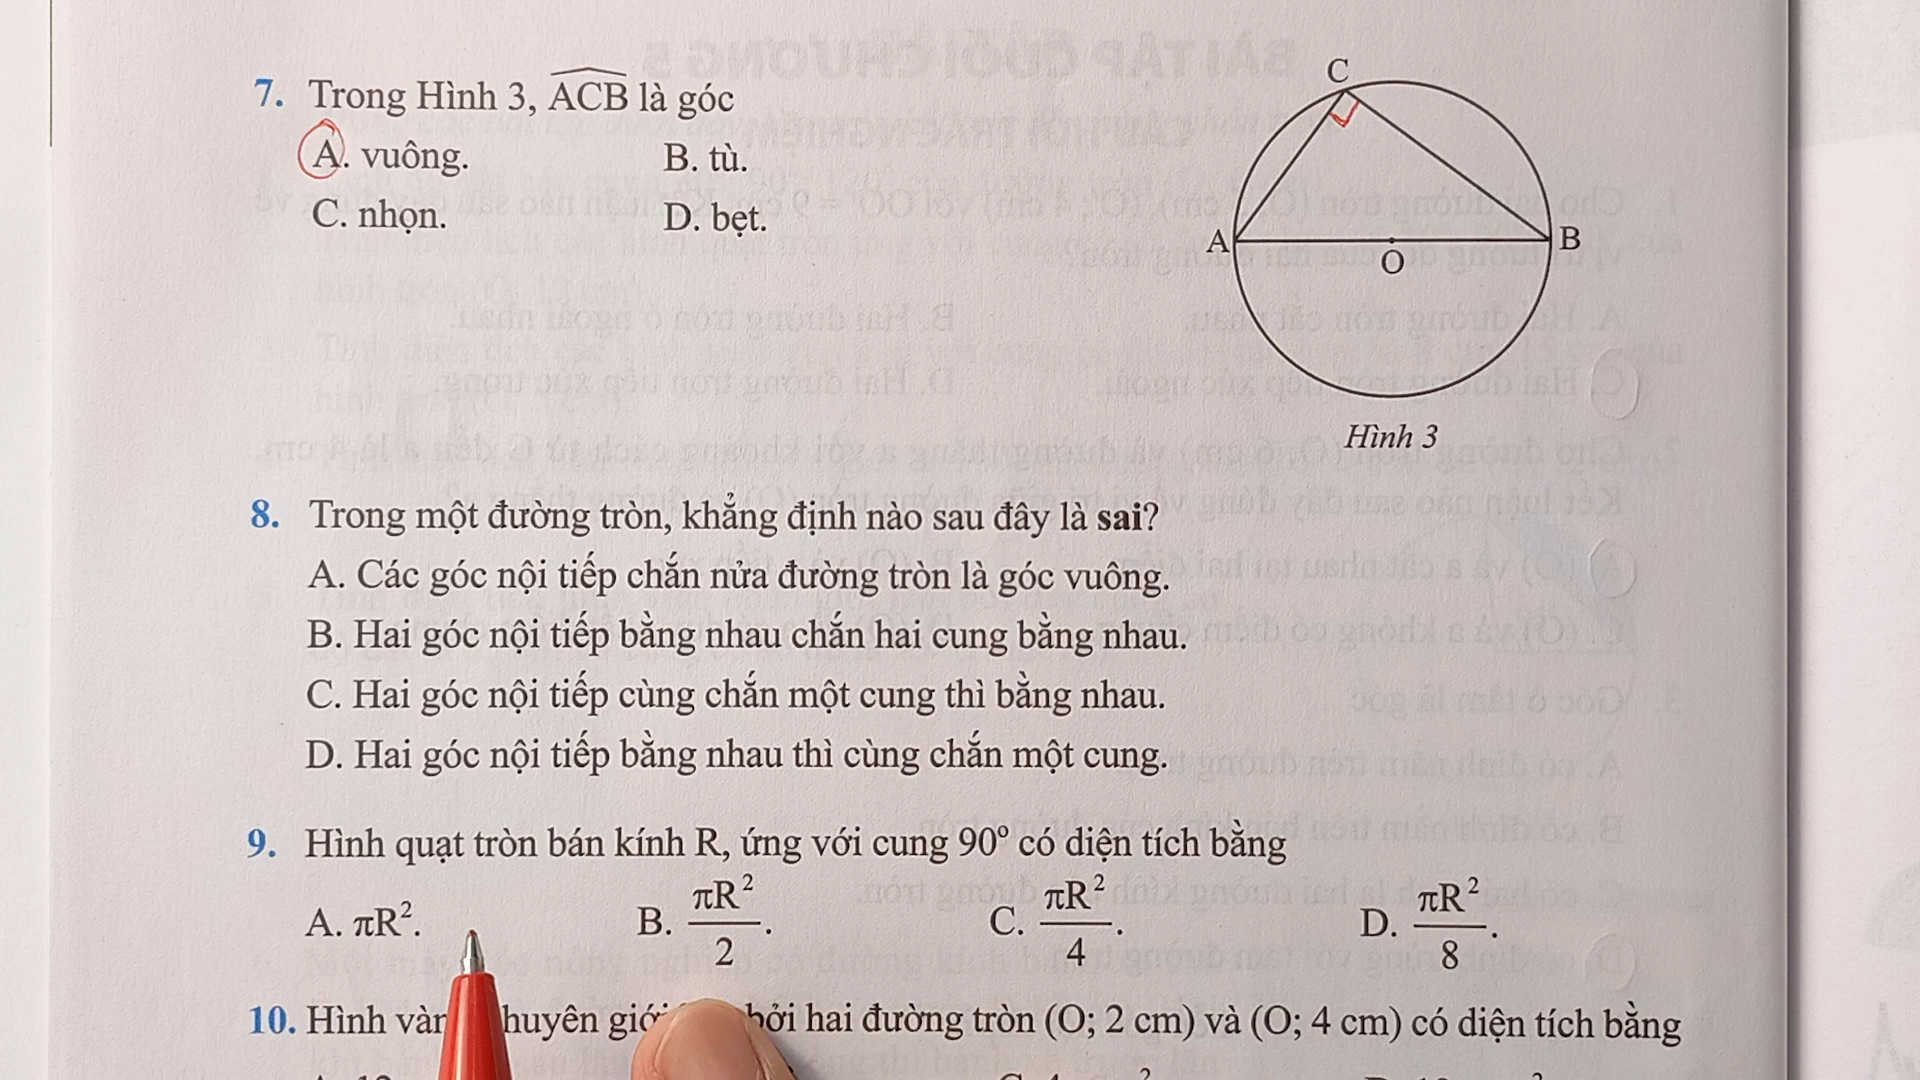 7. Trong Hình 3, ACB là góc
A. vuông. B. tù.
C. nhọn. D. bẹt.
C
A
B
O
Hình 3
8. Trong một đường tròn, khẳng định nào sau đây là sai?
A. Các góc nội tiếp chắn nửa đường tròn là góc vuông.
B. Hai góc nội tiếp bằng nhau chắn hai cung bằng nhau.
C. Hai góc nội tiếp cùng chắn một cung thì bằng nhau.
D. Hai góc nội tiếp bằng nhau thì cùng chắn một cung.
9. Hình quạt tròn bán kính R, ứng với cung 90° có diện tích bằng
A. πR². B. πR²/2. C. πR²/4. D. πR²/8.
10. Hình bởi hai đường tròn (O; 2 cm) và (O; 4 cm) có diện tích bằng